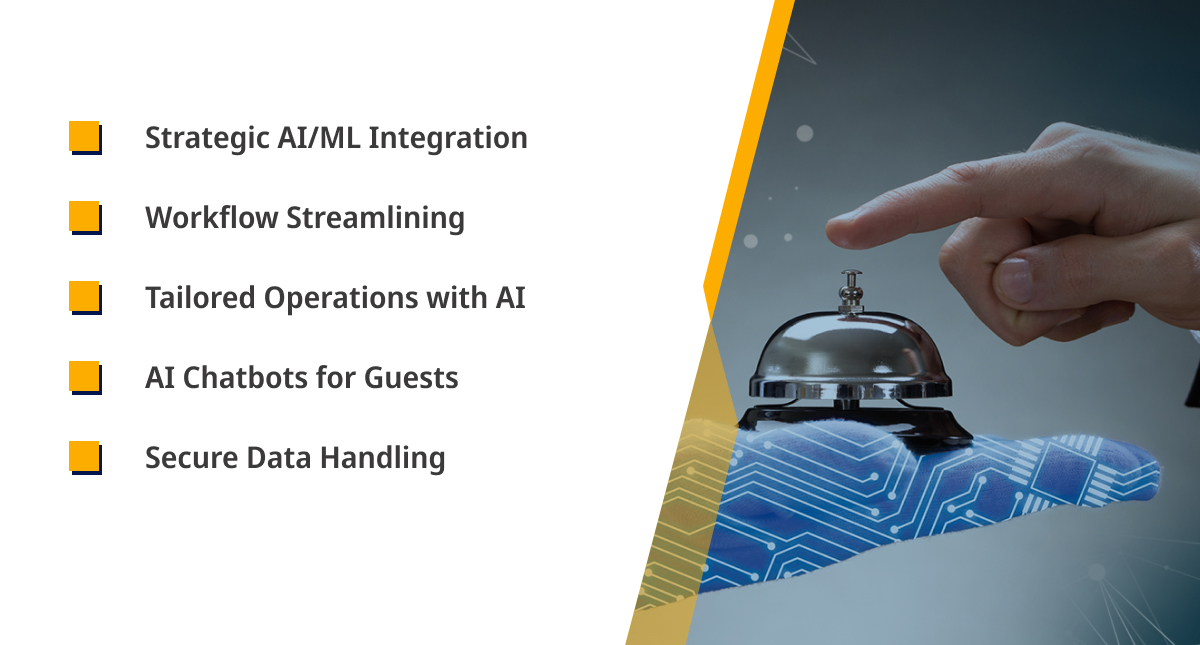 Strategic AI/ML Integration
Workflow Streamlining
Tailored Operations with AI
AI Chatbots for Guests
Secure Data Handling